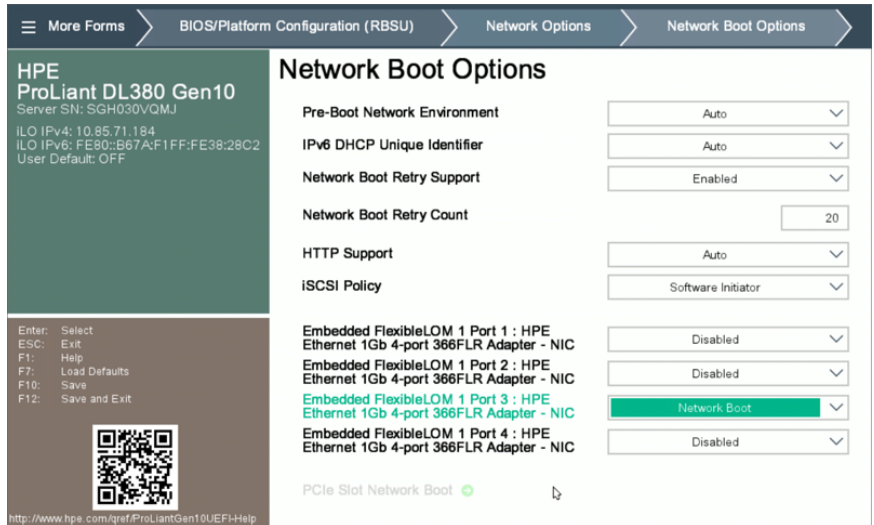 ☰ More Forms
BIOS/Platform Configuration (RBSU)
Network Options
Network Boot Options
HPE
ProLiant DL380 Gen10
Server SN: SGH030VQMJ
iLO IPv4: 10.85.71.184
iLO IPv6: FE80::B67A:F1FF:FE38:28C2
User Default: OFF
Enter: Select
ESC: Exit
F1: Help
F7: Load Defaults
F10: Save
F12: Save and Exit
http://www.hpe.com/qref/ProLiantGen10UEFI-Help
Network Boot Options
Pre-Boot Network Environment Auto
IPv6 DHCP Unique Identifier Auto
Network Boot Retry Support Enabled
Network Boot Retry Count 20
HTTP Support Auto
iSCSI Policy Software Initiator
Embedded FlexibleLOM 1 Port 1 : HPE
Ethernet 1Gb 4-port 366FLR Adapter - NIC Disabled
Embedded FlexibleLOM 1 Port 2 : HPE
Ethernet 1Gb 4-port 366FLR Adapter - NIC Disabled
Embedded FlexibleLOM 1 Port 3 : HPE
Ethernet 1Gb 4-port 366FLR Adapter - NIC Network Boot
Embedded FlexibleLOM 1 Port 4 : HPE
Ethernet 1Gb 4-port 366FLR Adapter - NIC Disabled
PCIe Slot Network Boot